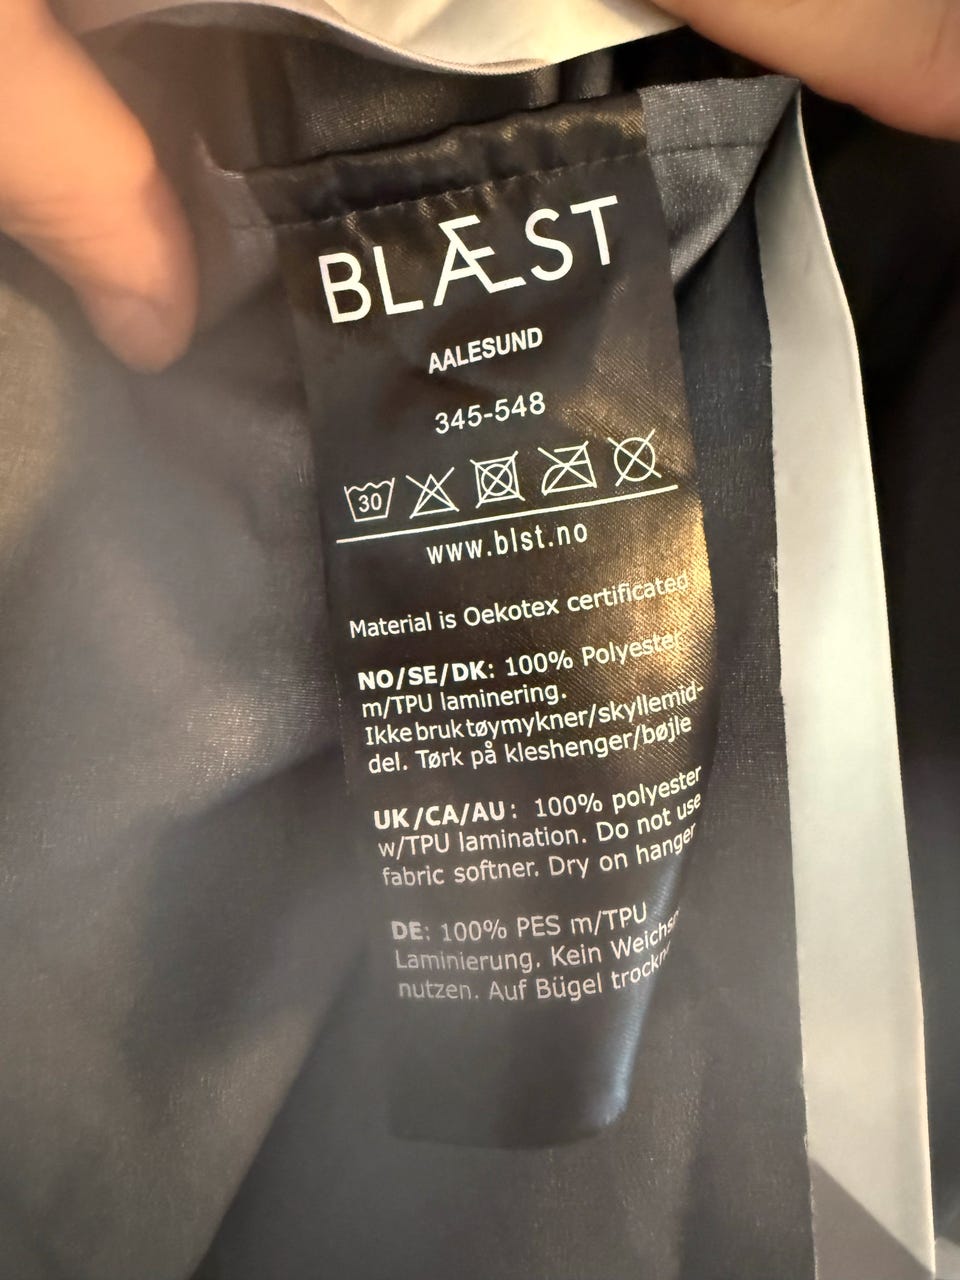 BLÆST
AALESUND
345-548
30
www.blst.no
Material is Oekotex certificated
NO/SE/DK: 100% Polyester
m/TPU laminering.
Ikke bruk tøymykner/skyllemid-
del. Tørk på kleshenger/bøjle
UK/CA/AU: 100% polyester
w/TPU lamination. Do not use
fabric softner. Dry on hanger
DE: 100% PES m/TPU
Laminierung. Kein
nutzen. Auf Bügel